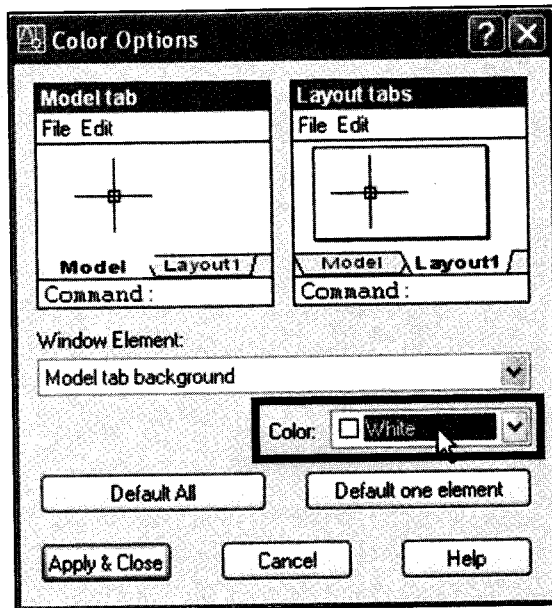 Color Options
Model tab
File Edit
Model Layout1
Command:
Layout tabs
File Edit
Model Layout1
Command:
Window Element:
Model tab background
Color: White
Default All Default one element
Apply & Close Cancel Help